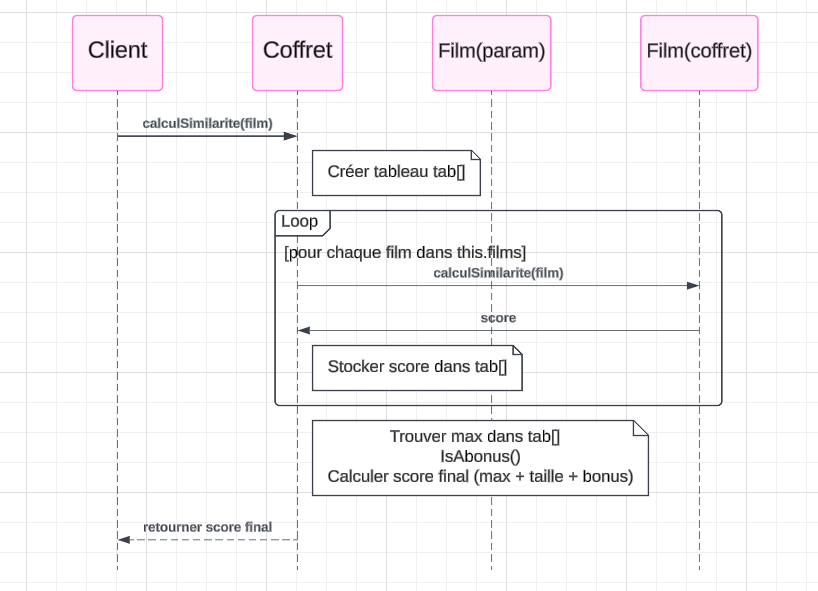 Client
Coffret
Film(param)
Film(coffret)
calculSimilarite(film)
Créer tableau tab[]
Loop
[pour chaque film dans this.films]
calculSimilarite(film)
score
Stocker score dans tab[]
Trouver max dans tab[]
IsAbonus()
Calculer score final (max + taille + bonus)
retourner score final